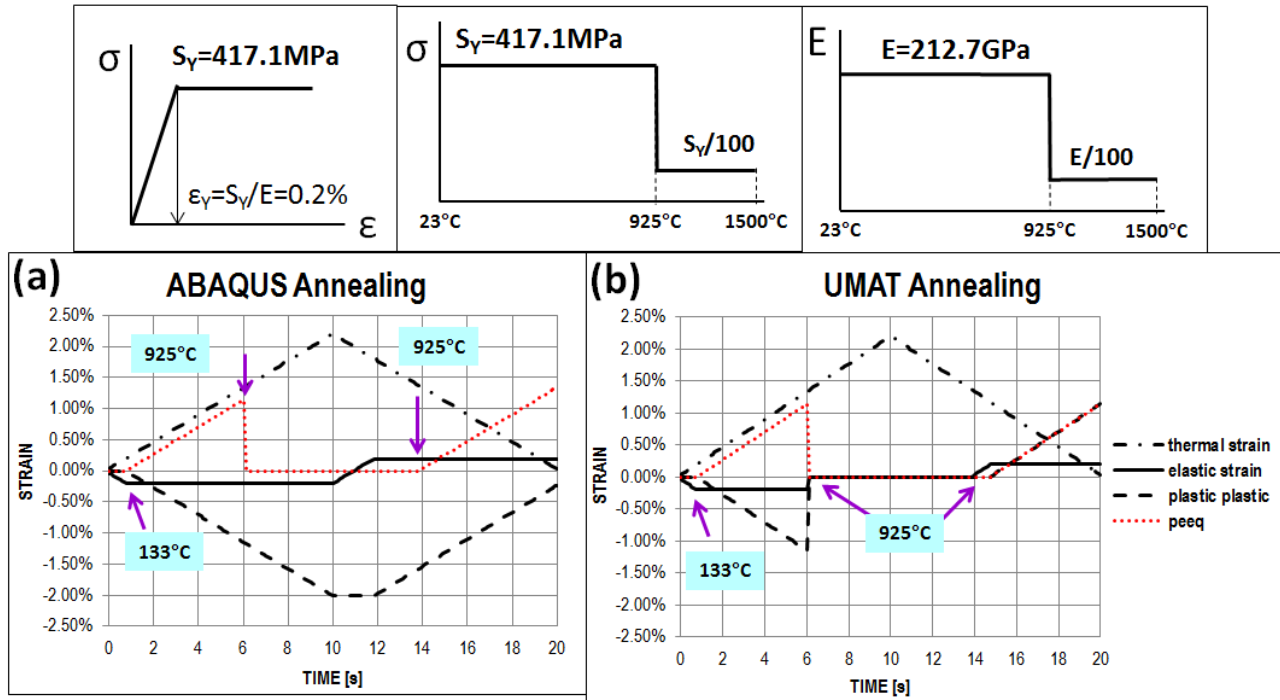 σ
S_Y=417.1MPa
ε_Y=S_Y/E=0.2%
ε
σ
S_Y=417.1MPa
S_Y/100
23°C
925°C
1500°C
E
E=212.7GPa
E/100
23°C
925°C
1500°C
(a)
ABAQUS Annealing
2.50%
2.00%
1.50%
1.00%
0.50%
0.00%
-0.50%
-1.00%
-1.50%
-2.00%
-2.50%
STRAIN
925°C
925°C
133°C
0 2 4 6 8 10 12 14 16 18 20
TIME [s]
(b)
UMAT Annealing
2.50%
2.00%
1.50%
1.00%
0.50%
0.00%
-0.50%
-1.00%
-1.50%
-2.00%
-2.50%
STRAIN
133°C
925°C
0 2 4 6 8 10 12 14 16 18 20
TIME [s]
thermal strain
elastic strain
plastic plastic
peeq